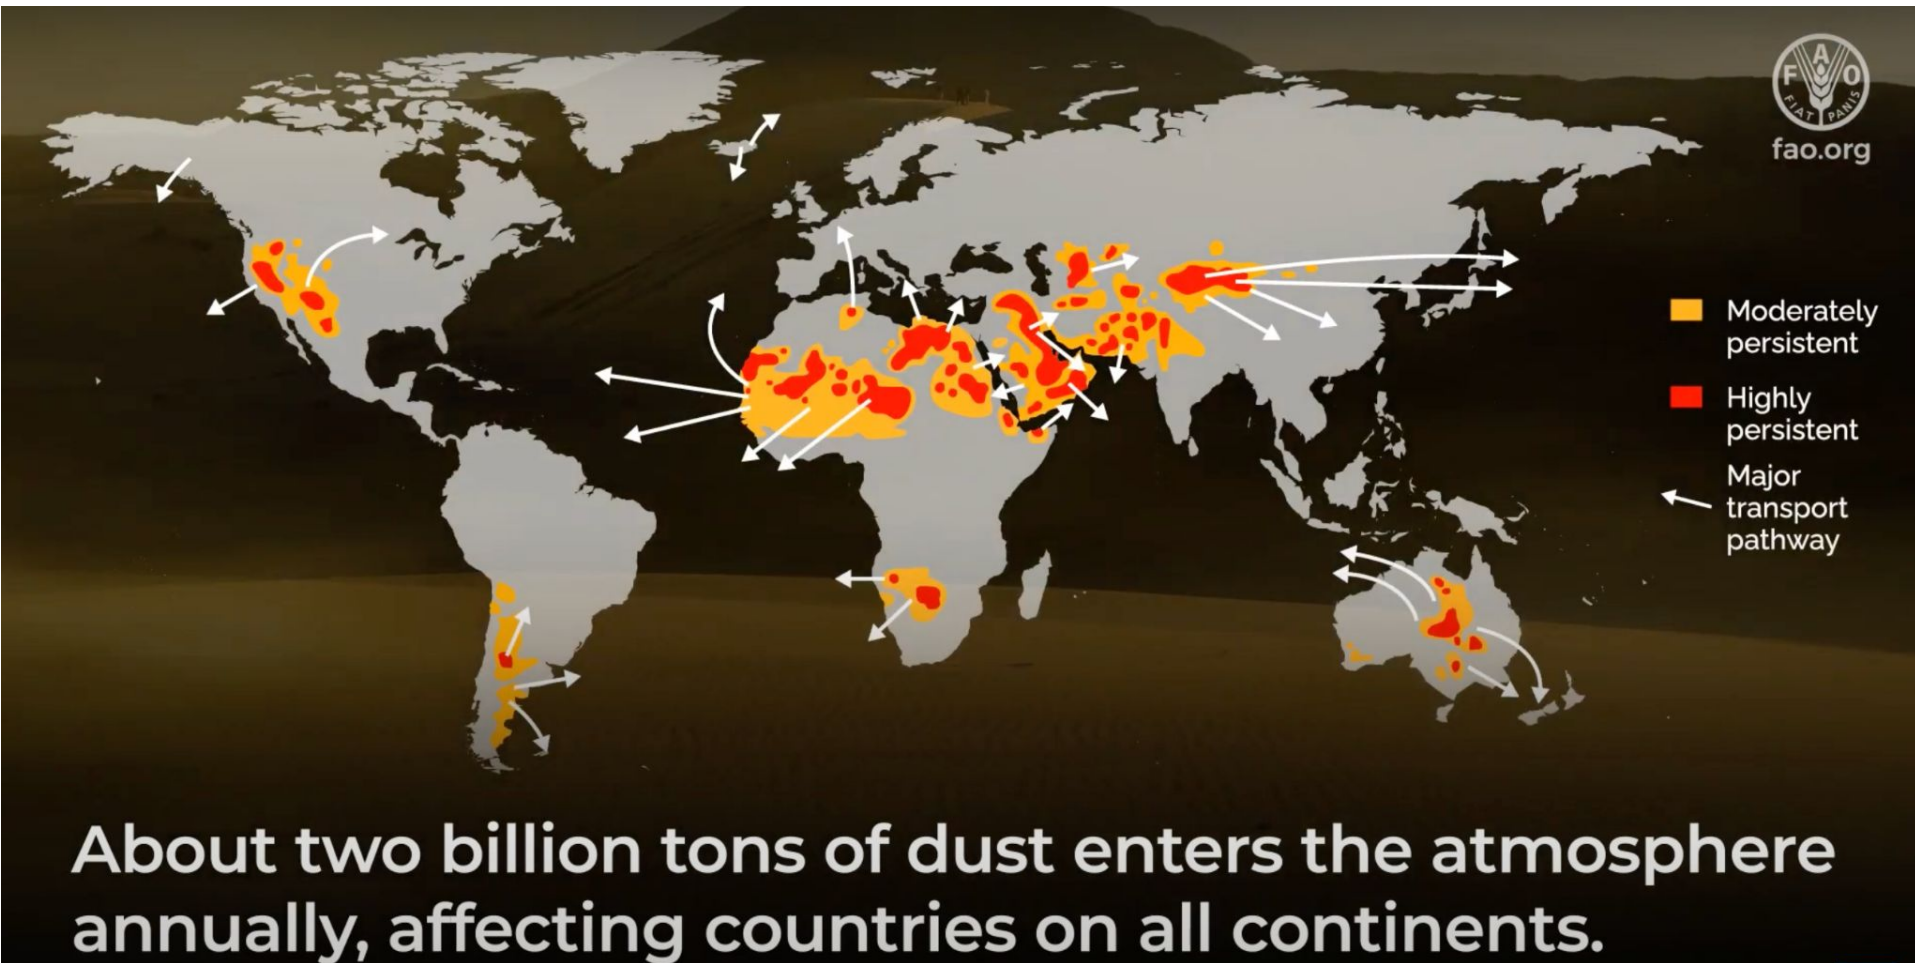 F A O
FIAT PANIS
fao.org
Moderately
persistent
Highly
persistent
Major
transport
pathway
About two billion tons of dust enters the atmosphere
annually, affecting countries on all continents.